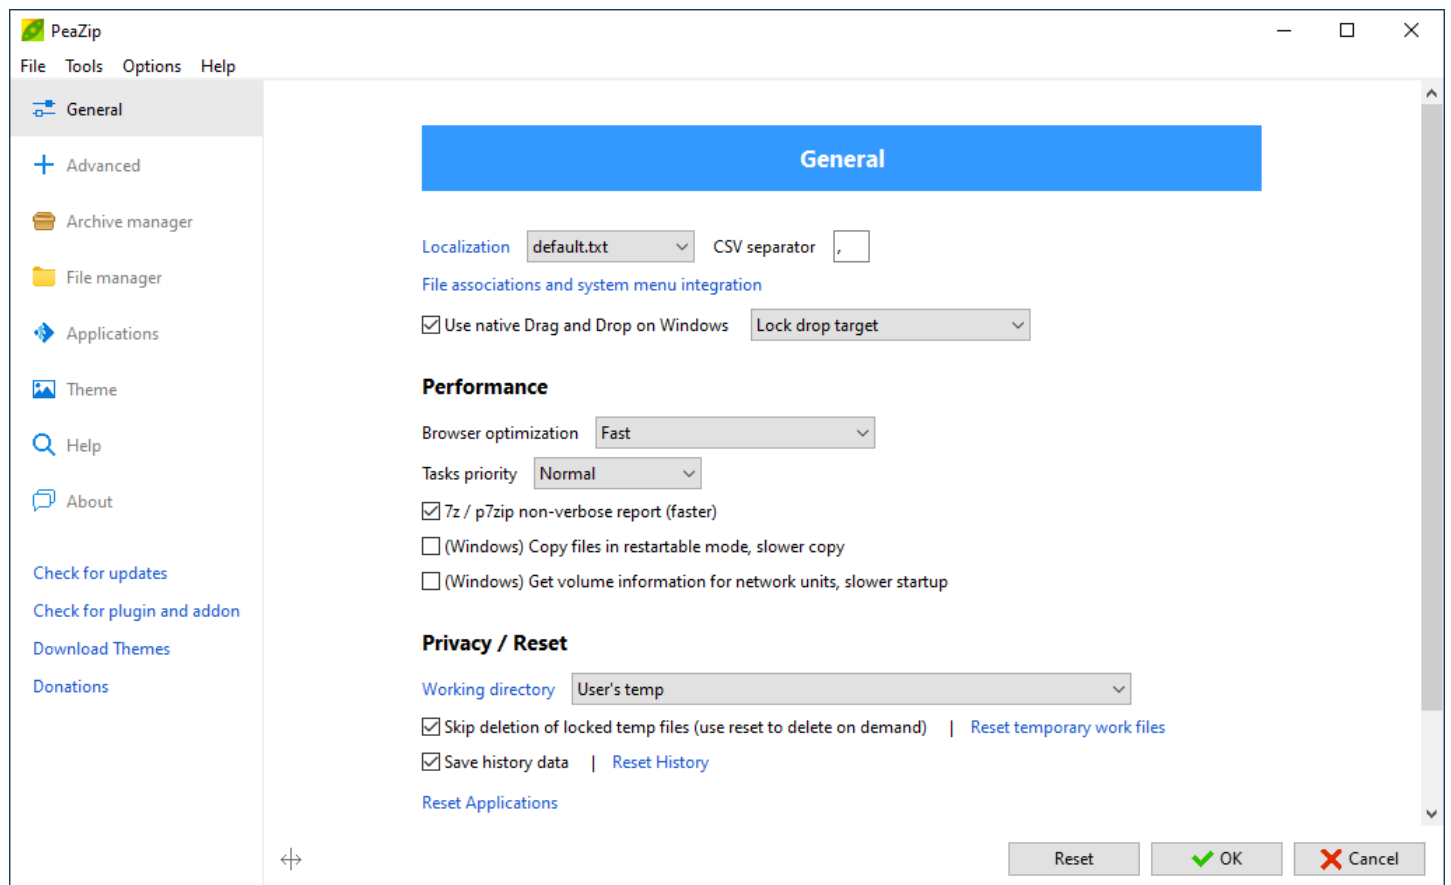 PeaZip
File Tools Options Help
General
Advanced
Archive manager
File manager
Applications
Theme
Help
About
Check for updates
Check for plugin and addon
Download Themes
Donations
General
Localization default.txt CSV separator ,
File associations and system menu integration
Use native Drag and Drop on Windows Lock drop target
Performance
Browser optimization Fast
Tasks priority Normal
7z / p7zip non-verbose report (faster)
(Windows) Copy files in restartable mode, slower copy
(Windows) Get volume information for network units, slower startup
Privacy / Reset
Working directory User's temp
Skip deletion of locked temp files (use reset to delete on demand) | Reset temporary work files
Save history data | Reset History
Reset Applications
Reset OK Cancel